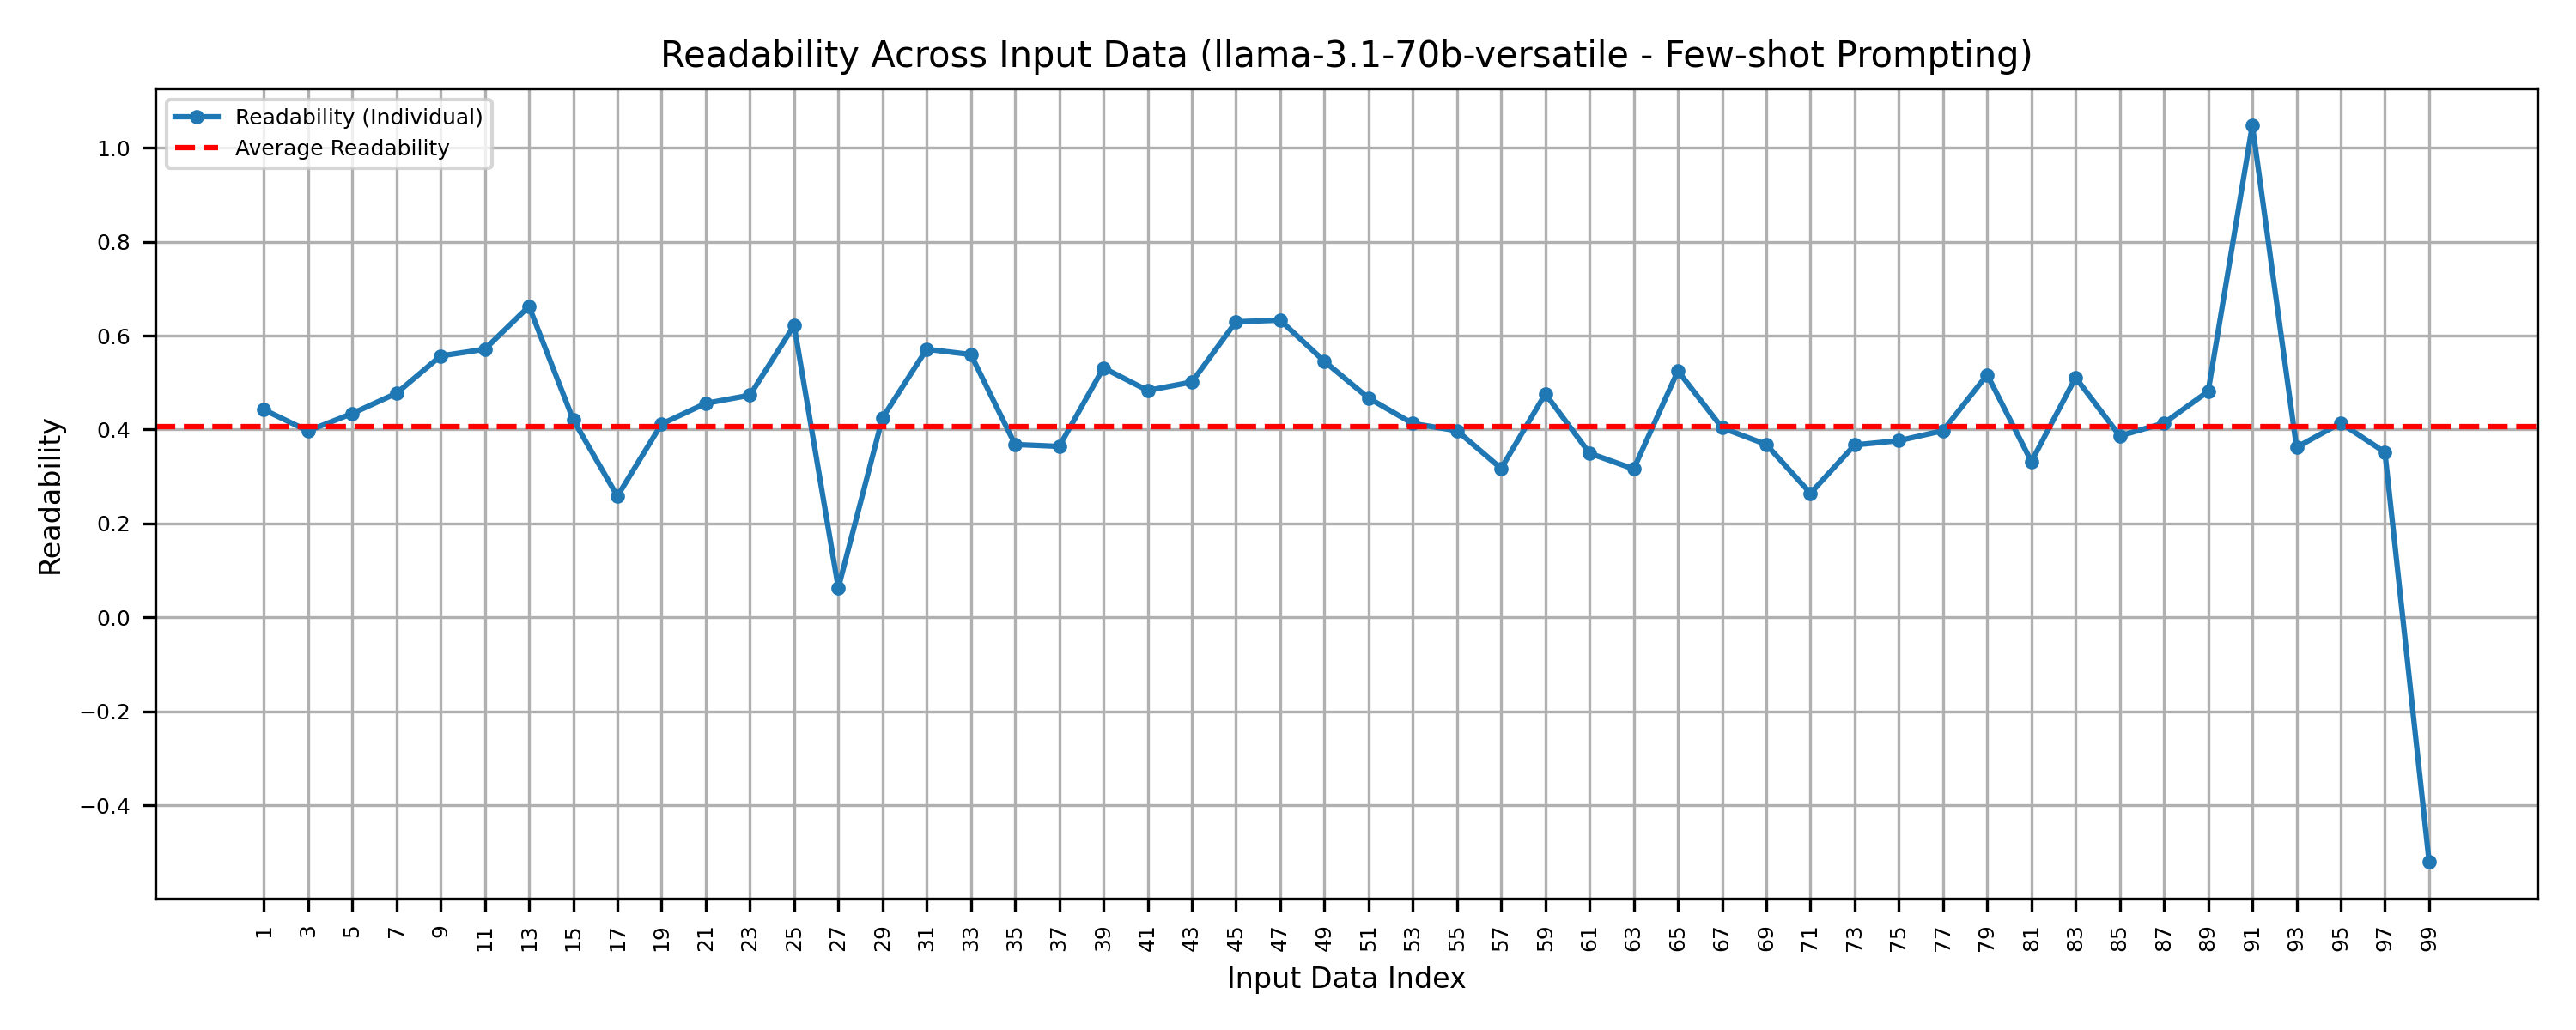 Readability Across Input Data (llama-3.1-70b-versatile - Few-shot Prompting)
Readability (Individual)
Average Readability
1.0
0.8
0.6
0.4
0.2
0.0
−0.2
−0.4
Readability
1 3 5 7 9 11 13 15 17 19 21 23 25 27 29 31 33 35 37 39 41 43 45 47 49 51 53 55 57 59 61 63 65 67 69 71 73 75 77 79 81 83 85 87 89 91 93 95 97 99
Input Data Index